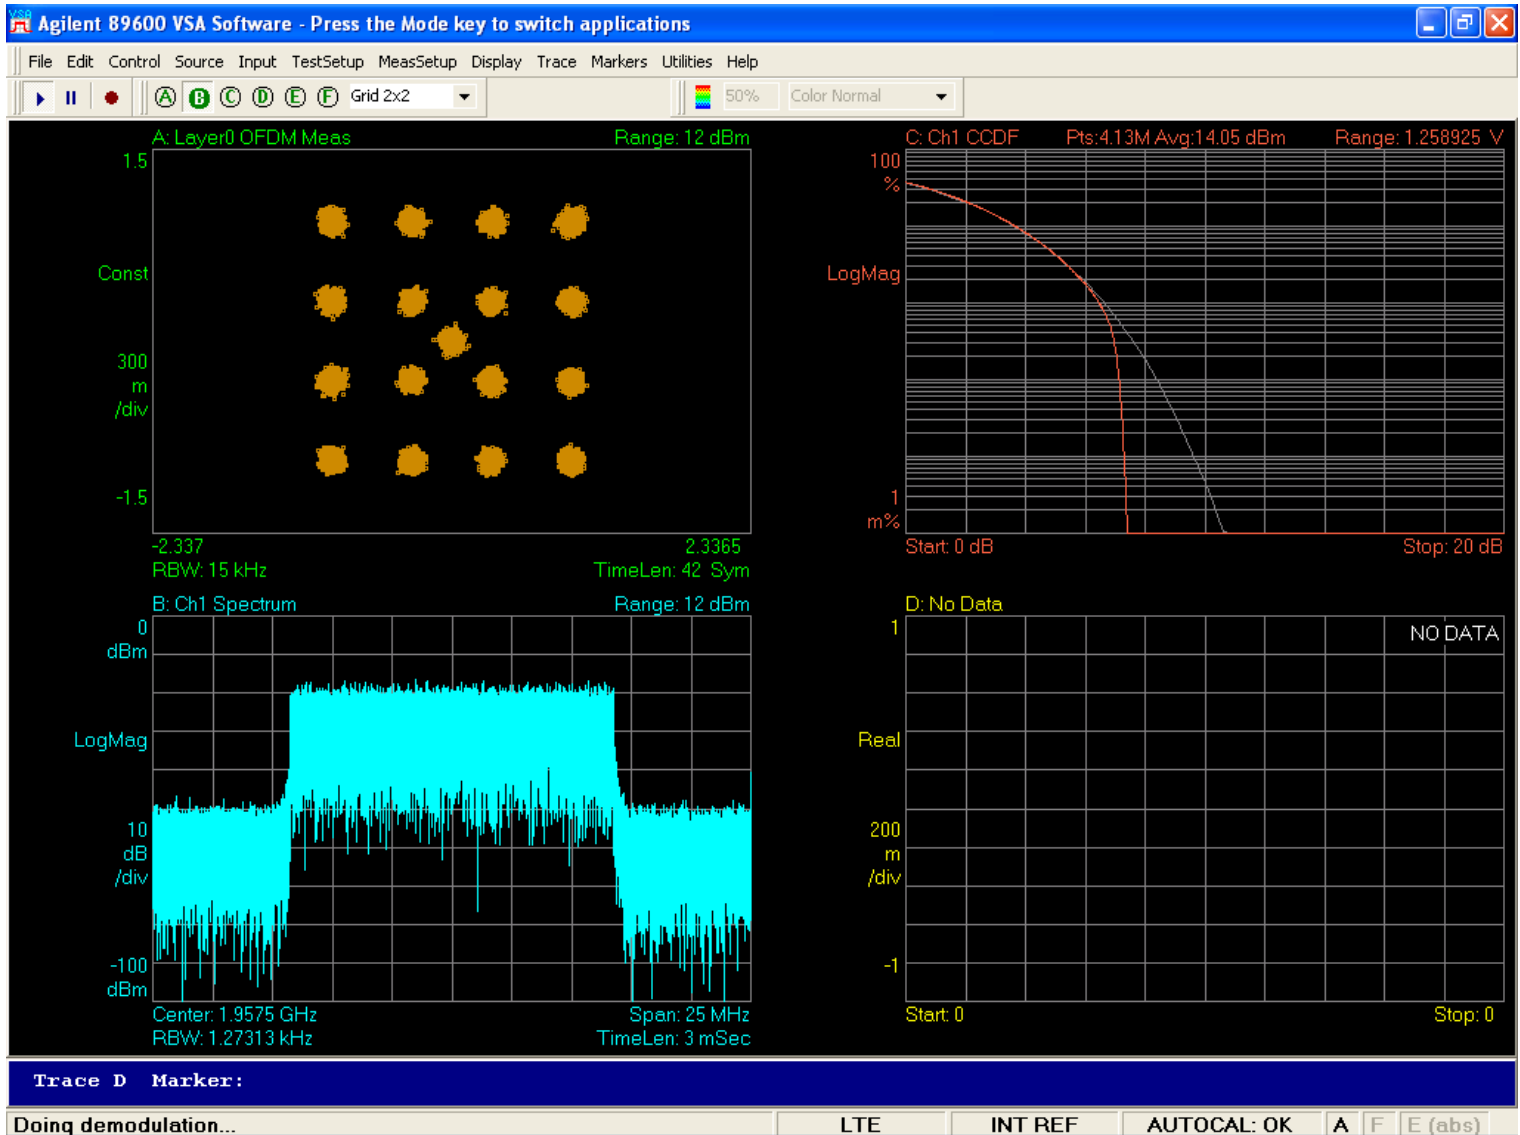 Agilent 89600 VSA Software - Press the Mode key to switch applications
File Edit Control Source Input TestSetup MeasSetup Display Trace Markers Utilities Help
A B C D E F Grid 2x2 50% Color Normal
A: Layer0 OFDM Meas Range: 12 dBm
1.5
Const
300
m
/div
-1.5
-2.337 2.3365
RBW: 15 kHz TimeLen: 42 Sym
C: Ch1 CCDF Pts:4.13M Avg:14.05 dBm Range: 1.258925 V
100
%
LogMag
1
m%
Start: 0 dB Stop: 20 dB
B: Ch1 Spectrum Range: 12 dBm
0
dBm
LogMag
10
dB
/div
-100
dBm
Center: 1.9575 GHz Span: 25 MHz
RBW: 1.27313 kHz TimeLen: 3 mSec
D: No Data
1
NO DATA
Real
200
m
/div
-1
Start: 0 Stop: 0
Trace D Marker:
Doing demodulation... LTE INT REF AUTOCAL: OK A F E (abs)